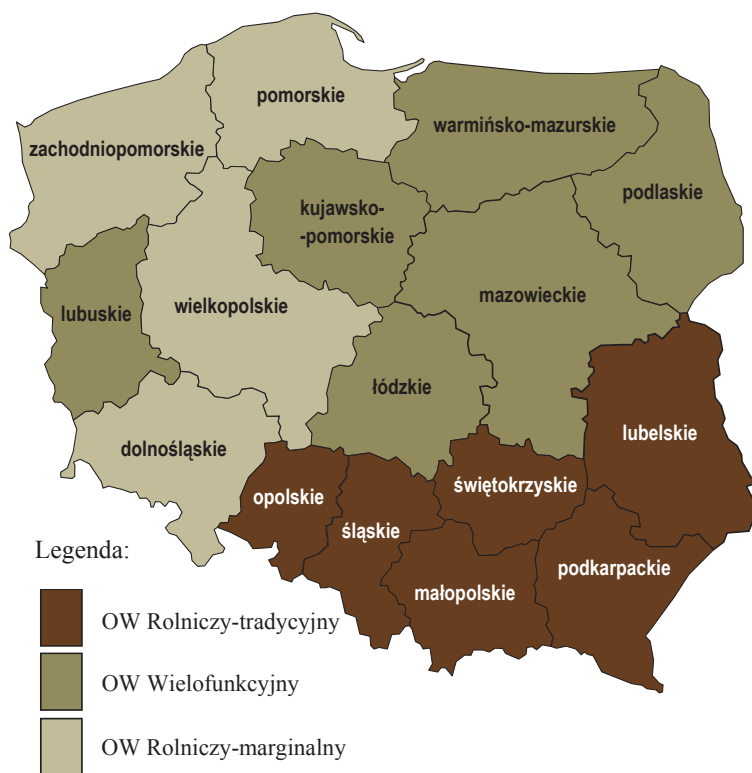 pomorskie
warmińsko-mazurskie
zachodniopomorskie
podlaskie
kujawsko-
-pomorskie
mazowieckie
wielkopolskie
lubuskie
łódzkie
lubelskie
dolnośląskie
świętokrzyskie
opolskie
śląskie
podkarpackie
małopolskie
Legenda:
OW Rolniczy-tradycyjny
OW Wielofunkcyjny
OW Rolniczy-marginalny